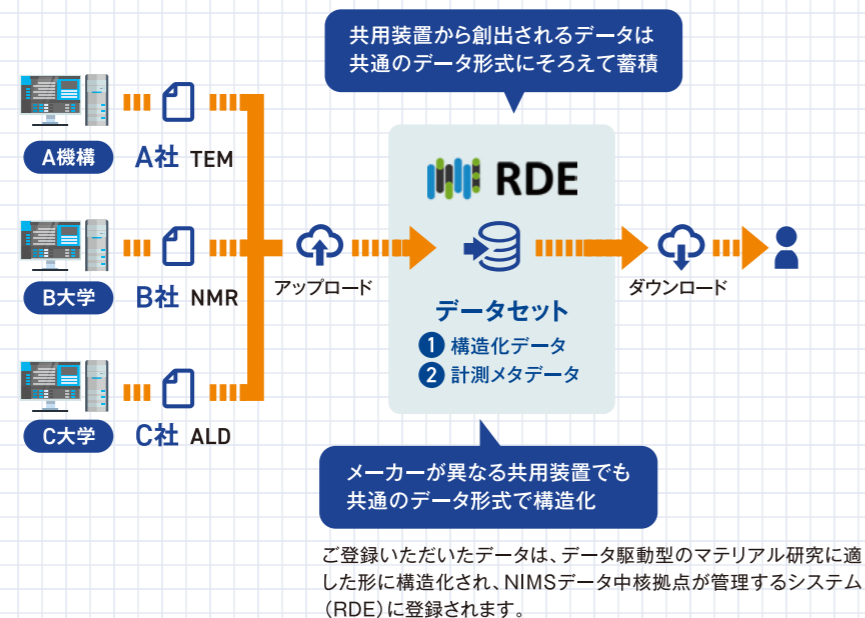 共用装置から創出されるデータは
共通のデータ形式にそろえて蓄積
A機構
A社 TEM
B大学
B社 NMR
C大学
C社 ALD
アップロード
RDE
データセット
1 構造化データ
2 計測メタデータ
ダウンロード
メーカーが異なる共用装置でも
共通のデータ形式で構造化
ご登録いただいたデータは、データ駆動型のマテリアル研究に適
した形に構造化され、NIMSデータ中核拠点が管理するシステム
（RDE）に登録されます。